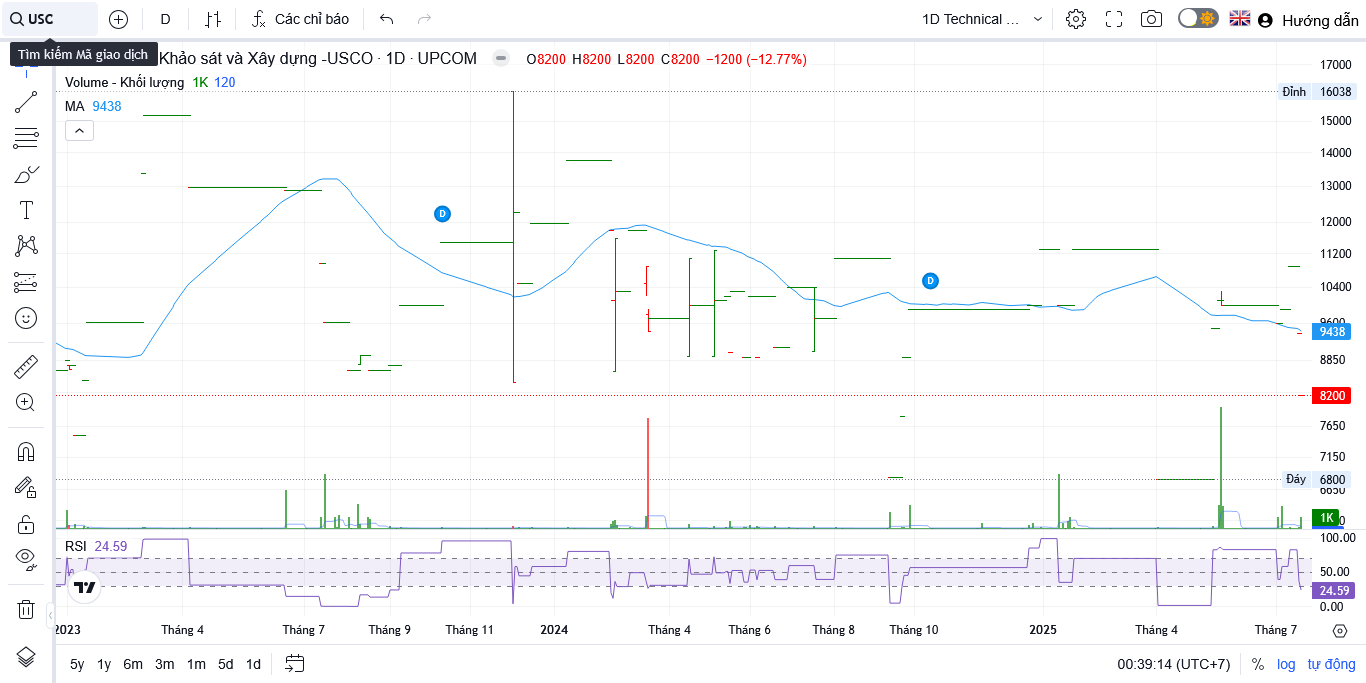 USC D Các chỉ báo 1D Technical ... Hướng dẫn
Tìm kiếm Mã giao dịch Khảo sát và Xây dựng -USCO · 1D · UPCOM O8200 H8200 L8200 C8200 −1200 (−12.77%)
Volume - Khối lượng 1K 120
MA 9438
17000
Đỉnh 16038
15000
14000
13000
12000
11200
10400
9600
9438
8850
8200
7650
7150
Đáy 6800
6650
1K
D
D
RSI 24.59
100.00
50.00
24.59
0.00
2023 Tháng 4 Tháng 7 Tháng 9 Tháng 11 2024 Tháng 4 Tháng 6 Tháng 8 Tháng 10 2025 Tháng 4 Tháng 7
5y 1y 6m 3m 1m 5d 1d 00:39:14 (UTC+7) % log tự động